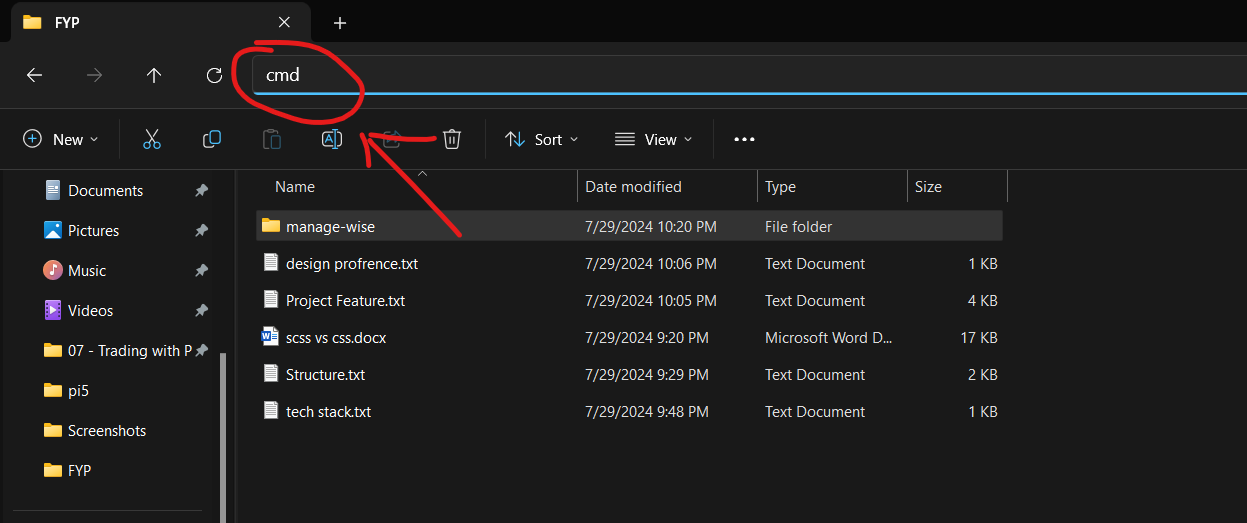 FYP
cmd
New
Sort
View
Documents
Pictures
Music
Videos
07 - Trading with P
pi5
Screenshots
FYP
Name Date modified Type Size
manage-wise 7/29/2024 10:20 PM File folder
design profrence.txt 7/29/2024 10:06 PM Text Document 1 KB
Project Feature.txt 7/29/2024 10:05 PM Text Document 4 KB
scss vs css.docx 7/29/2024 9:20 PM Microsoft Word D... 17 KB
Structure.txt 7/29/2024 9:29 PM Text Document 2 KB
tech stack.txt 7/29/2024 9:48 PM Text Document 1 KB